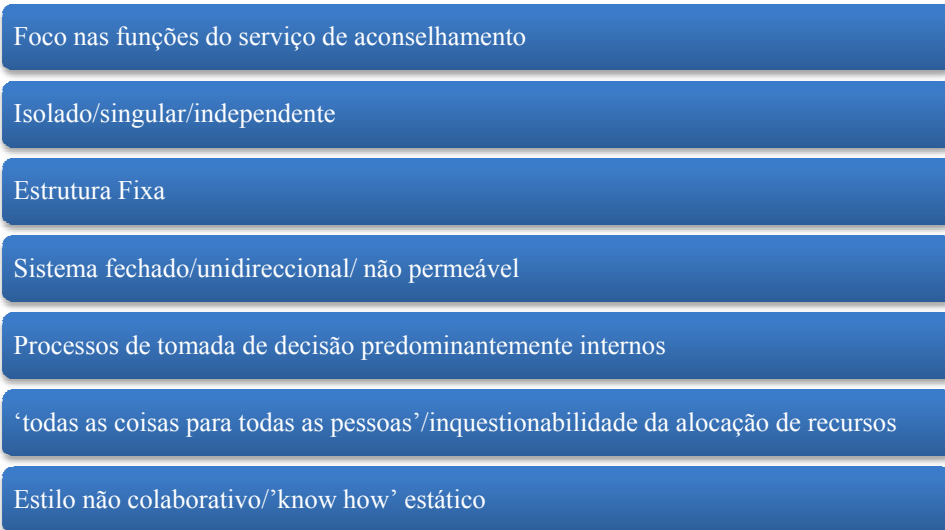 Foco nas funções do serviço de aconselhamento
Isolado/singular/independente
Estrutura Fixa
Sistema fechado/unidireccional/ não permeável
Processos de tomada de decisão predominantemente internos
‘todas as coisas para todas as pessoas’/inquestionabilidade da alocação de recursos
Estilo não colaborativo/’know how’ estático